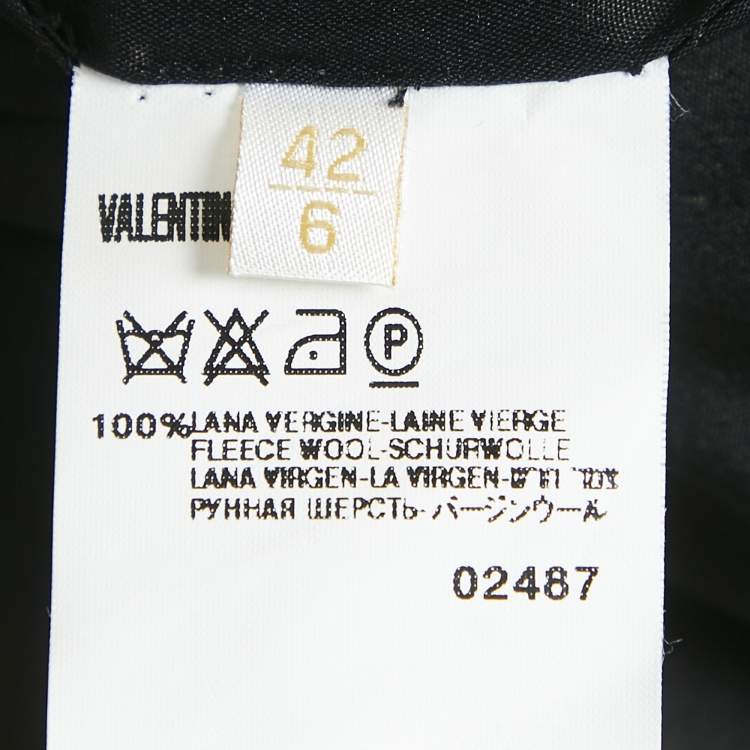 42
6
VALENTIN
P
100% LANA VERGINE-LAINE VIERGE
FLEECE WOOL-SCHURWOLLE
LANA VIRGEN-LA VIRGEN-
РУННАЯ ШЕРСТЬ-バージンウール
02487